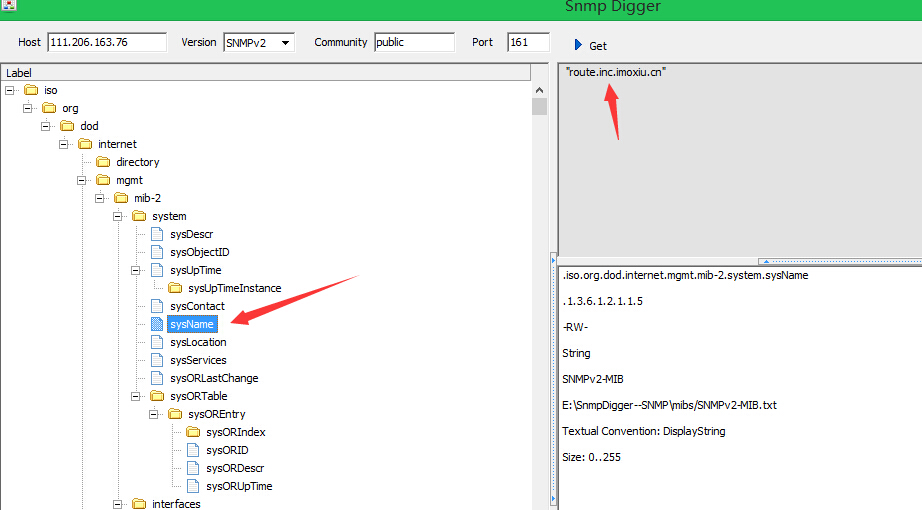 Snmp Digger
Host 111.206.163.76 Version SNMPv2 Community public Port 161 Get
Label
iso
org
dod
internet
directory
mgmt
mib-2
system
sysDescr
sysObjectID
sysUpTime
sysUpTimeInstance
sysContact
sysName
sysLocation
sysServices
sysORLastChange
sysORTable
sysOREntry
sysORIndex
sysORID
sysORDescr
sysORUpTime
interfaces
"route.inc.imoxiu.cn"
.iso.org.dod.internet.mgmt.mib-2.system.sysName
.1.3.6.1.2.1.1.5
-RW-
String
SNMPv2-MIB
E:\SnmpDigger--SNMP\mibs/SNMPv2-MIB.txt
Textual Convention: DisplayString
Size: 0..255